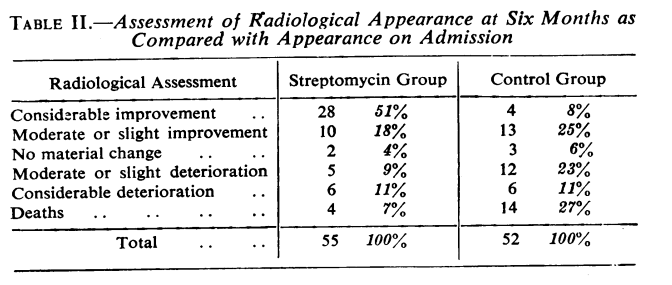 TABLE II.—Assessment of Radiological Appearance at Six Months as
Compared with Appearance on Admission
Radiological Assessment Streptomycin Group Control Group
Considerable improvement .. 28 51% 4 8%
Moderate or slight improvement 10 18% 13 25%
No material change .. .. 2 4% 3 6%
Moderate or slight deterioration 5 9% 12 23%
Considerable deterioration .. 6 11% 6 11%
Deaths .. .. .. .. 4 7% 14 27%
Total .. .. 55 100% 52 100%